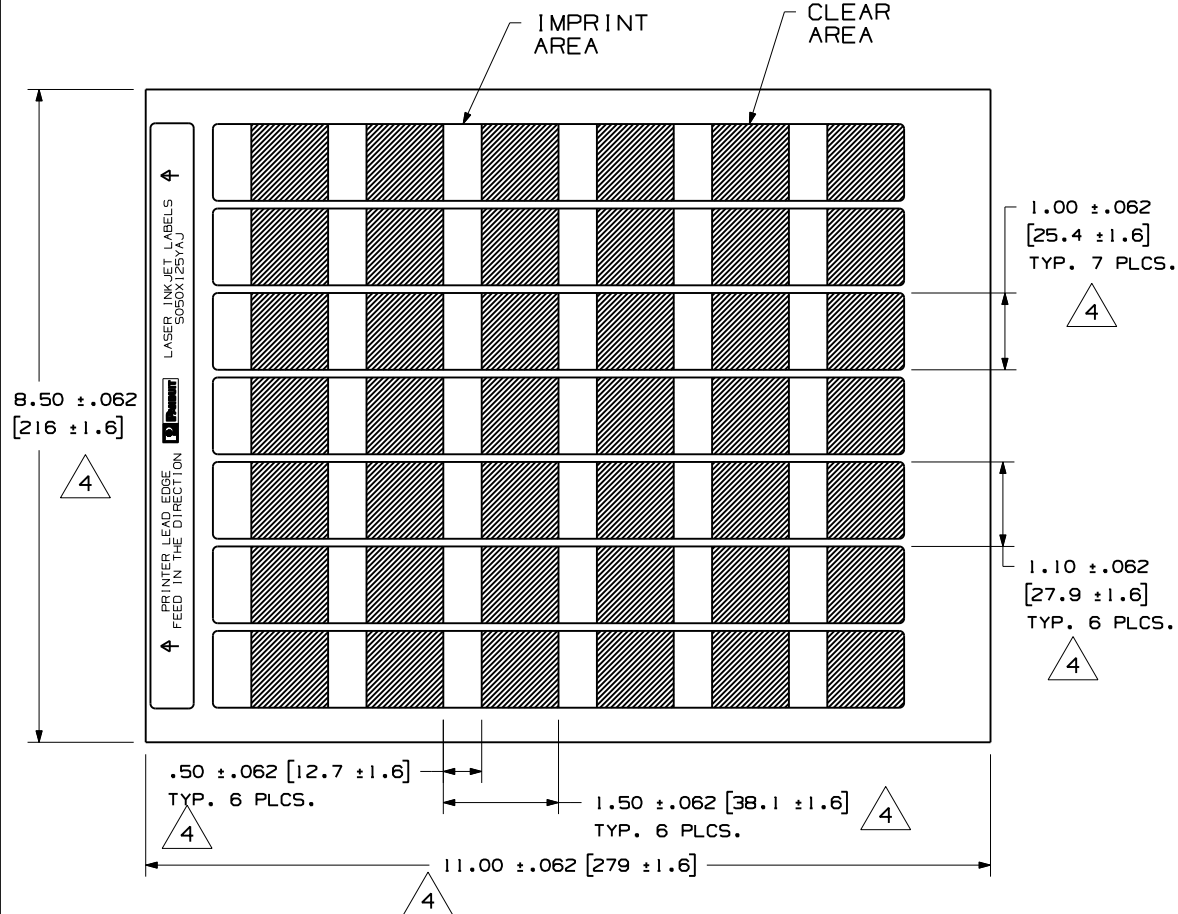 IMPRINT
AREA
CLEAR
AREA
1.00 ±.062
[25.4 ±1.6]
TYP. 7 PLCS.
4
8.50 ±.062
[216 ±1.6]
4
LASER INKJET LABELS
S050X125YAJ
PANDUIT
PRINTER LEAD EDGE
FEED IN THE DIRECTION
1.10 ±.062
[27.9 ±1.6]
TYP. 6 PLCS.
4
.50 ±.062 [12.7 ±1.6]
TYP. 6 PLCS.
4
1.50 ±.062 [38.1 ±1.6]
TYP. 6 PLCS.
4
11.00 ±.062 [279 ±1.6]
4